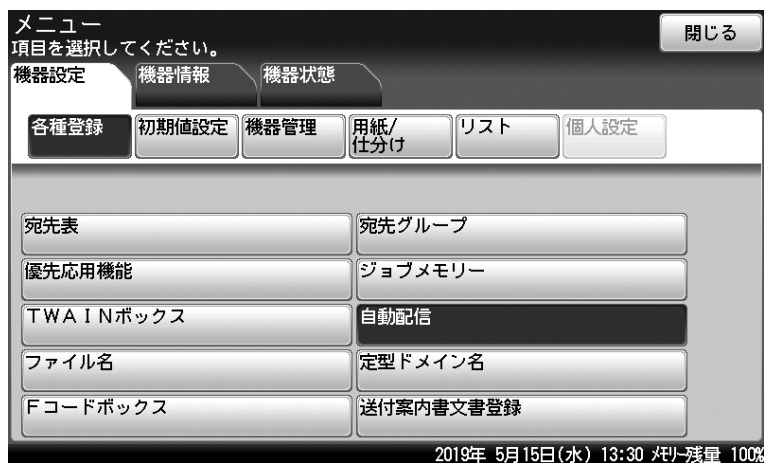 メニュー
閉じる
項目を選択してください。
機器設定 機器情報 機器状態
各種登録 初期値設定 機器管理 用紙/ リスト 個人設定
仕分け
宛先表 宛先グループ
優先応用機能 ジョブメモリー
ＴＷＡＩＮボックス 自動配信
ファイル名 定型ドメイン名
Ｆコードボックス 送付案内書文書登録
2019年 5月15日(水) 13:30 ﾒﾓﾘｰ残量 100%